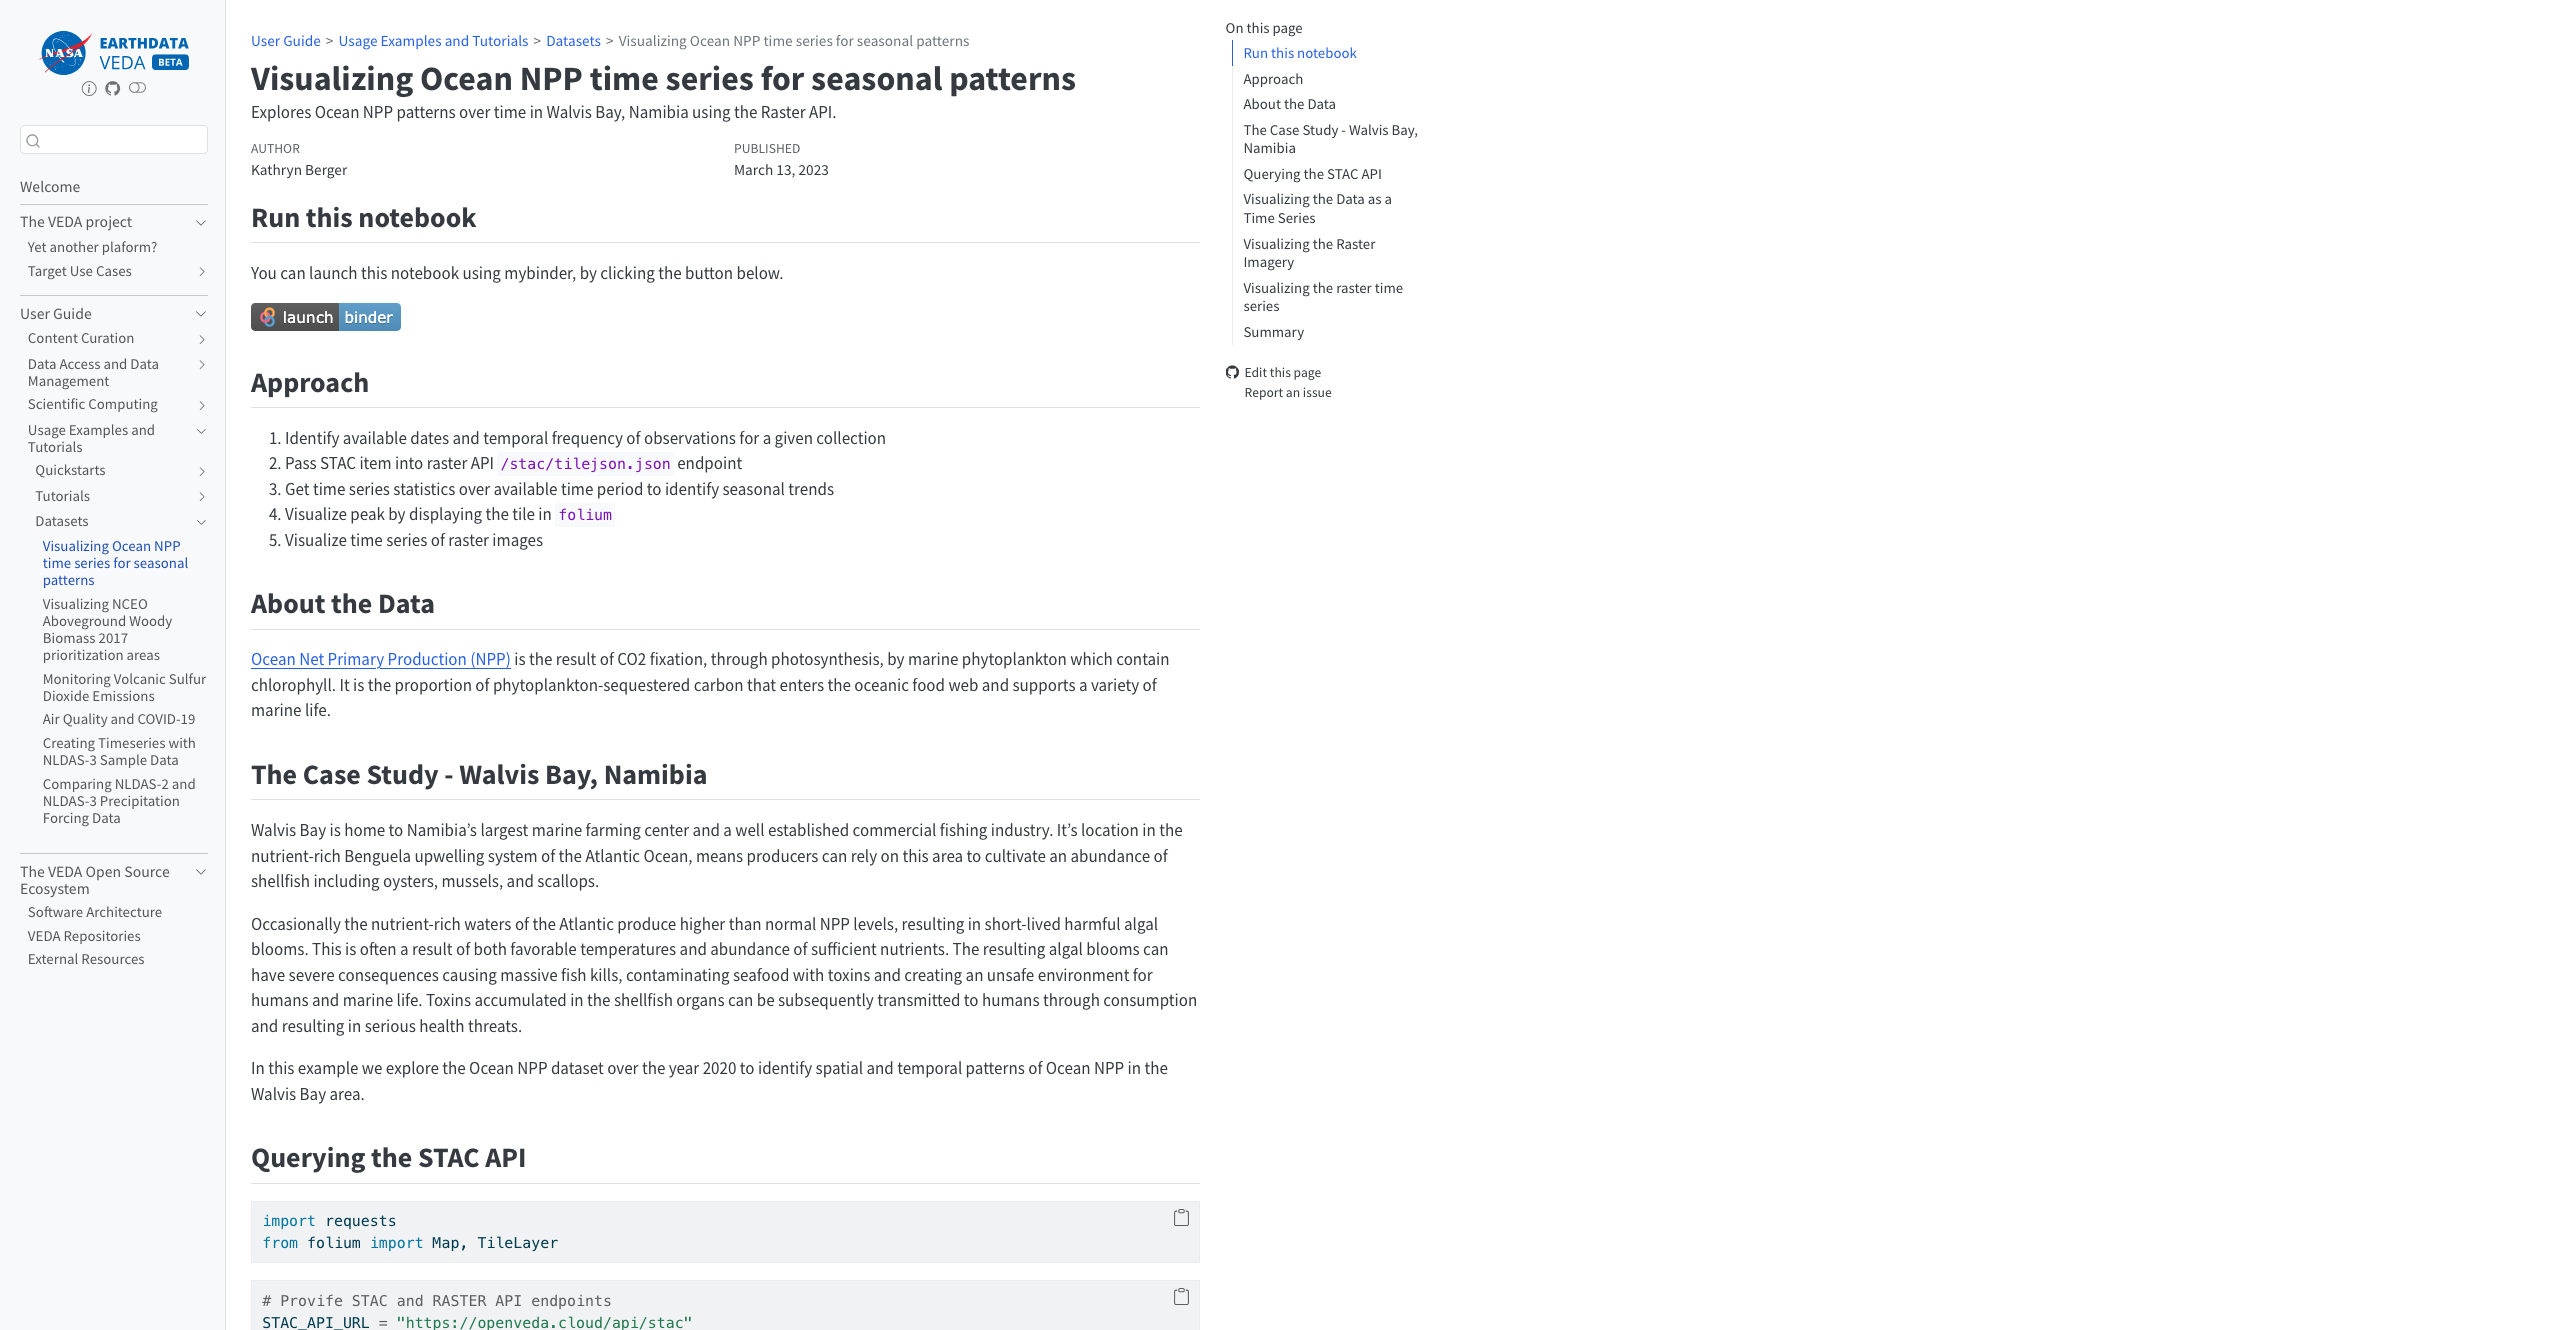 NASA
EARTHDATA
VEDA BETA
Welcome
The VEDA project
Yet another plaform?
Target Use Cases
User Guide
Content Curation
Data Access and Data
Management
Scientific Computing
Usage Examples and
Tutorials
Quickstarts
Tutorials
Datasets
Visualizing Ocean NPP
time series for seasonal
patterns
Visualizing NCEO
Aboveground Woody
Biomass 2017
prioritization areas
Monitoring Volcanic Sulfur
Dioxide Emissions
Air Quality and COVID-19
Creating Timeseries with
NLDAS-3 Sample Data
Comparing NLDAS-2 and
NLDAS-3 Precipitation
Forcing Data
The VEDA Open Source
Ecosystem
Software Architecture
VEDA Repositories
External Resources
User Guide > Usage Examples and Tutorials > Datasets > Visualizing Ocean NPP time series for seasonal patterns
Visualizing Ocean NPP time series for seasonal patterns
Explores Ocean NPP patterns over time in Walvis Bay, Namibia using the Raster API.
AUTHOR
Kathryn Berger
PUBLISHED
March 13, 2023
Run this notebook
You can launch this notebook using mybinder, by clicking the button below.
launch binder
Approach
1. Identify available dates and temporal frequency of observations for a given collection
2. Pass STAC item into raster API /stac/tilejson.json endpoint
3. Get time series statistics over available time period to identify seasonal trends
4. Visualize peak by displaying the tile in folium
5. Visualize time series of raster images
About the Data
Ocean Net Primary Production (NPP) is the result of CO2 fixation, through photosynthesis, by marine phytoplankton which contain
chlorophyll. It is the proportion of phytoplankton-sequestered carbon that enters the oceanic food web and supports a variety of
marine life.
The Case Study - Walvis Bay, Namibia
Walvis Bay is home to Namibia’s largest marine farming center and a well established commercial fishing industry. It’s location in the
nutrient-rich Benguela upwelling system of the Atlantic Ocean, means producers can rely on this area to cultivate an abundance of
shellfish including oysters, mussels, and scallops.
Occasionally the nutrient-rich waters of the Atlantic produce higher than normal NPP levels, resulting in short-lived harmful algal
blooms. This is often a result of both favorable temperatures and abundance of sufficient nutrients. The resulting algal blooms can
have severe consequences causing massive fish kills, contaminating seafood with toxins and creating an unsafe environment for
humans and marine life. Toxins accumulated in the shellfish organs can be subsequently transmitted to humans through consumption
and resulting in serious health threats.
In this example we explore the Ocean NPP dataset over the year 2020 to identify spatial and temporal patterns of Ocean NPP in the
Walvis Bay area.
Querying the STAC API
import requests
from folium import Map, TileLayer
# Provife STAC and RASTER API endpoints
STAC_API_URL = "https://openveda.cloud/api/stac"
On this page
Run this notebook
Approach
About the Data
The Case Study - Walvis Bay,
Namibia
Querying the STAC API
Visualizing the Data as a
Time Series
Visualizing the Raster
Imagery
Visualizing the raster time
series
Summary
Edit this page
Report an issue